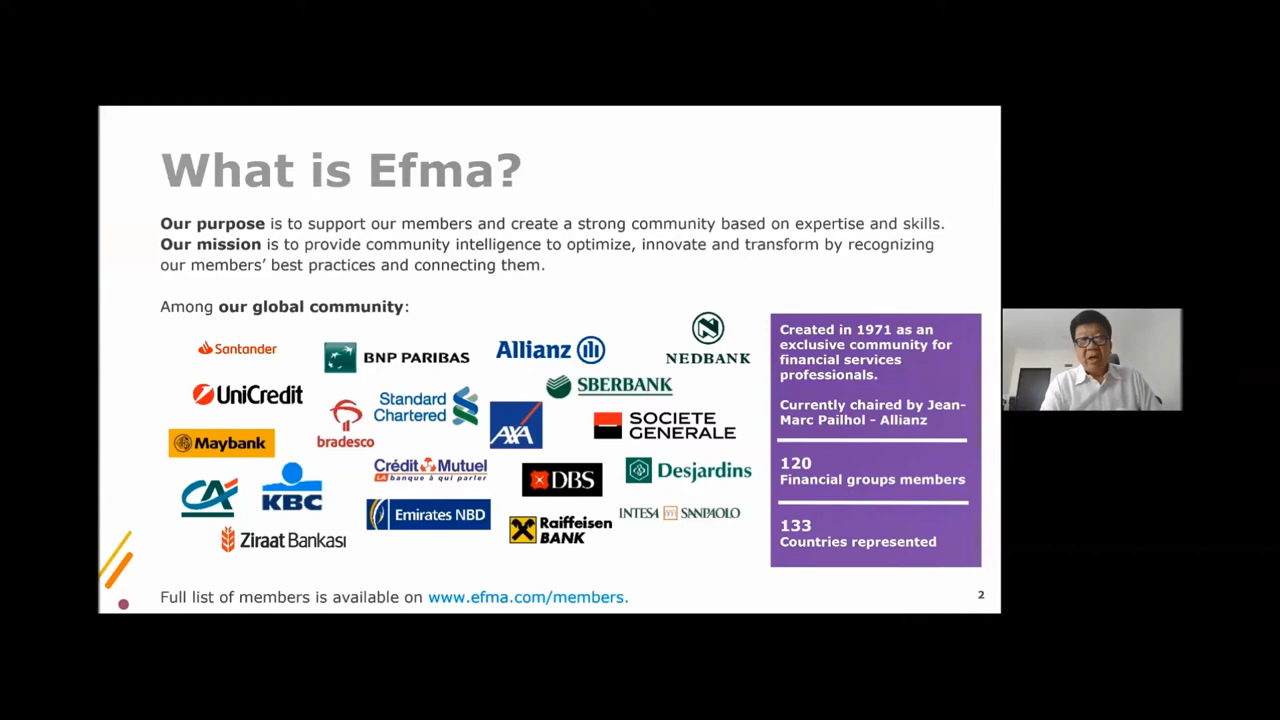 What is Efma?
Our purpose is to support our members and create a strong community based on expertise and skills.
Our mission is to provide community intelligence to optimize, innovate and transform by recognizing
our members’ best practices and connecting them.
Among our global community:
Santander
BNP PARIBAS
Allianz
NEDBANK
UniCredit
Standard
Chartered
SBERBANK
bradesco
AXA
SOCIETE
GENERALE
Maybank
Crédit Mutuel
LA banque à qui parler
DBS
Desjardins
CA
KBC
Emirates NBD
Raiffeisen
BANK
INTESA SANPAOLO
Ziraat Bankası
Created in 1971 as an
exclusive community for
financial services
professionals.
Currently chaired by Jean-
Marc Pailhol - Allianz
120
Financial groups members
133
Countries represented
Full list of members is available on www.efma.com/members.
2